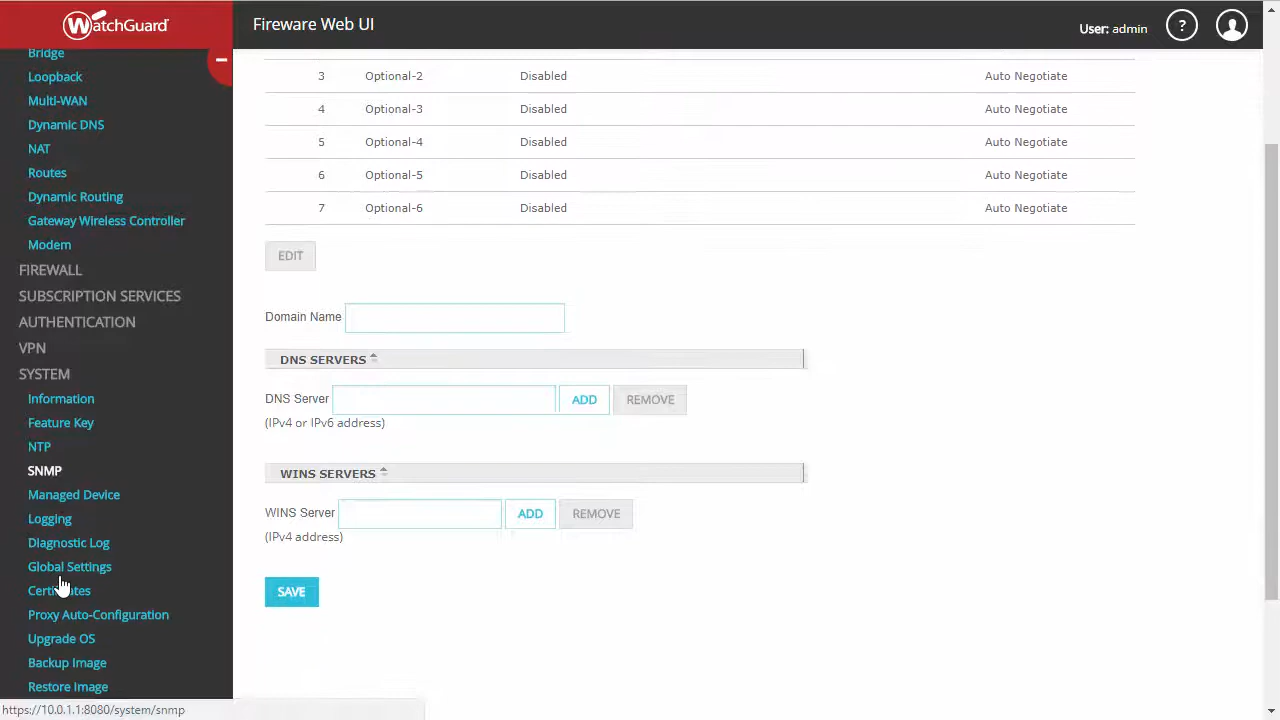 WatchGuard
Fireware Web UI
User: admin
?
Bridge
Loopback
Multi-WAN
Dynamic DNS
NAT
Routes
Dynamic Routing
Gateway Wireless Controller
Modem
FIREWALL
SUBSCRIPTION SERVICES
AUTHENTICATION
VPN
SYSTEM
Information
Feature Key
NTP
SNMP
Managed Device
Logging
Diagnostic Log
Global Settings
Certificates
Proxy Auto-Configuration
Upgrade OS
Backup Image
Restore Image
3 Optional-2 Disabled Auto Negotiate
4 Optional-3 Disabled Auto Negotiate
5 Optional-4 Disabled Auto Negotiate
6 Optional-5 Disabled Auto Negotiate
7 Optional-6 Disabled Auto Negotiate
EDIT
Domain Name
DNS SERVERS
DNS Server ADD REMOVE
(IPv4 or IPv6 address)
WINS SERVERS
WINS Server ADD REMOVE
(IPv4 address)
SAVE
https://10.0.1.1:8080/system/snmp